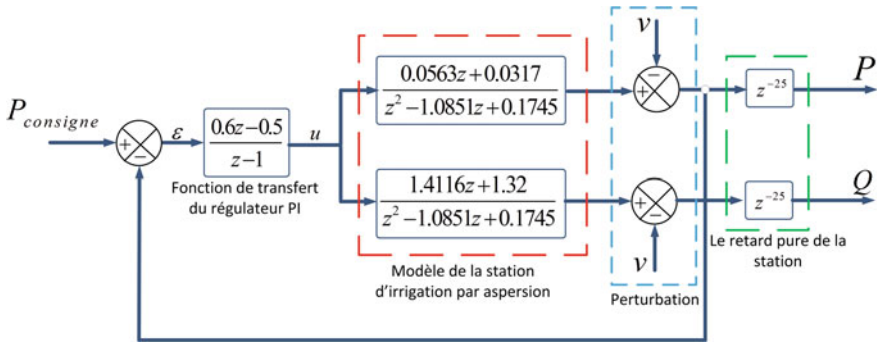 P consigne
+
−
ε
0.6z−0.5
z−1
Fonction de transfert
du régulateur PI
u
0.0563z+0.0317
z²−1.0851z+0.1745
1.4116z+1.32
z²−1.0851z+0.1745
Modèle de la station
d'irrigation par aspersion
v
−
+
+
−
v
Perturbation
z⁻²⁵
P
z⁻²⁵
Q
Le retard pure de la
station